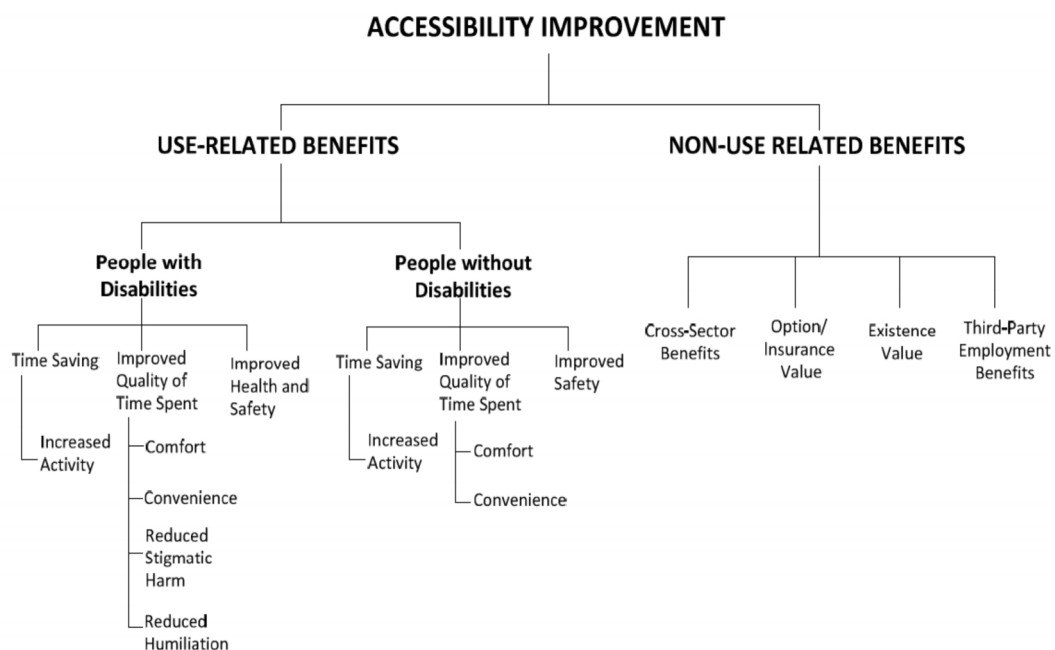 ACCESSIBILITY IMPROVEMENT
USE-RELATED BENEFITS
NON-USE RELATED BENEFITS
People with
Disabilities
People without
Disabilities
Time Saving
Improved
Quality of
Time Spent
Improved
Health and
Safety
Increased
Activity
Comfort
Convenience
Reduced
Stigmatic
Harm
Reduced
Humiliation
Time Saving
Improved
Quality of
Time Spent
Improved
Safety
Increased
Activity
Comfort
Convenience
Cross-Sector
Benefits
Option/
Insurance
Value
Existence
Value
Third-Party
Employment
Benefits